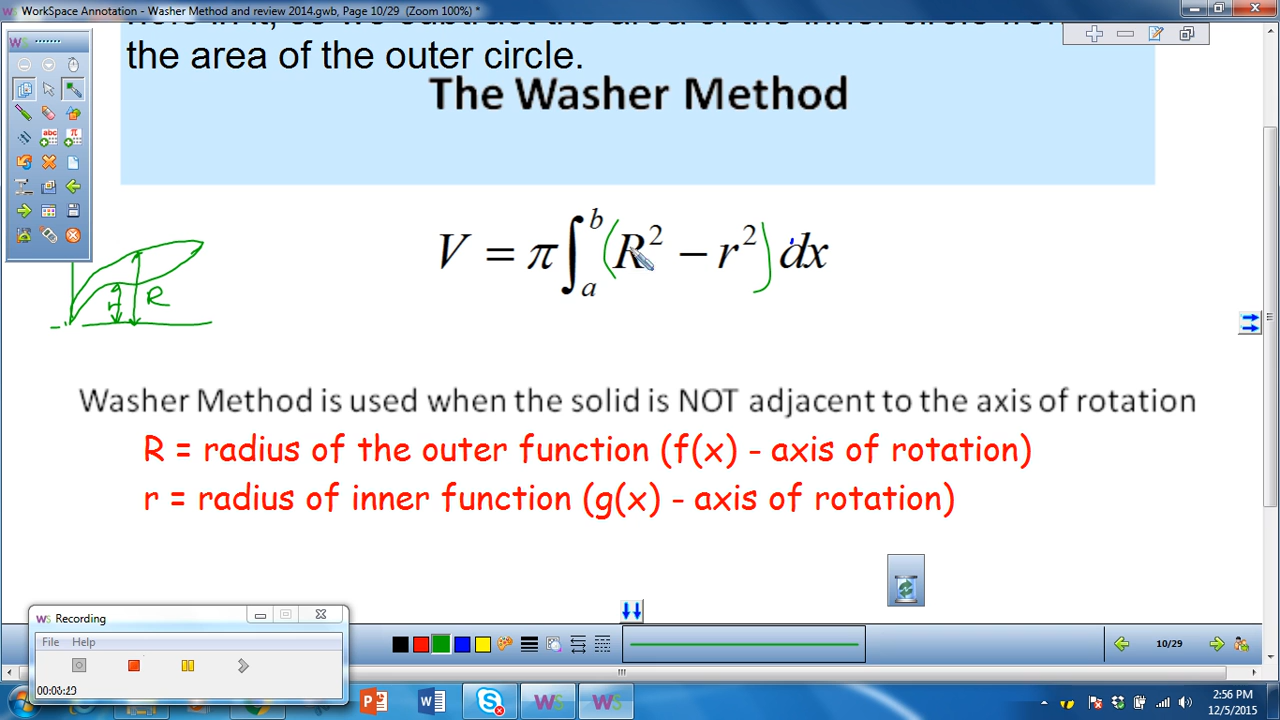 WorkSpace Annotation - Washer Method and review 2014.gwb, Page 10/29 (Zoom 100%) *
the area of the outer circle.
The Washer Method
V = π∫_a^b (R² − r²) dx
r R
Washer Method is used when the solid is NOT adjacent to the axis of rotation
R = radius of the outer function (f(x) - axis of rotation)
r = radius of inner function (g(x) - axis of rotation)
Recording
File Help
10/29
2:56 PM
12/5/2015